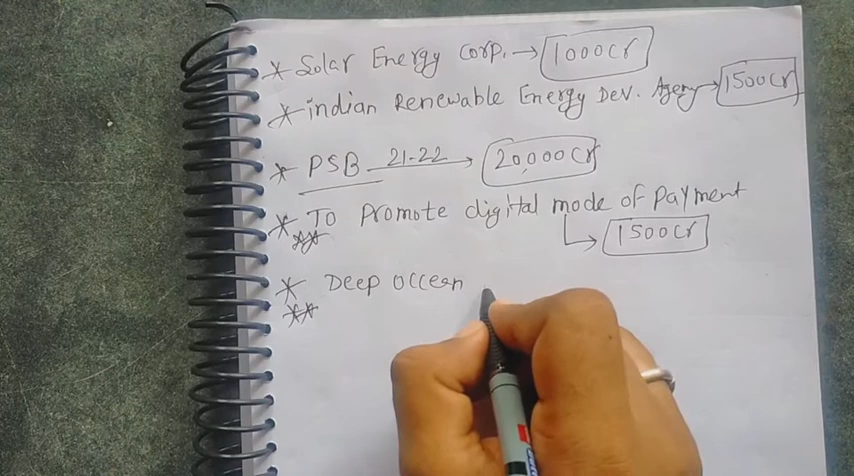 * Solar Energy Corp. → 1000cr
* indian Renewable Energy Dev. Agency → 1500cr
* PSB 21-22 → 20,000cr
* To promote digital mode of payment
** → 1500cr
* Deep occean
**